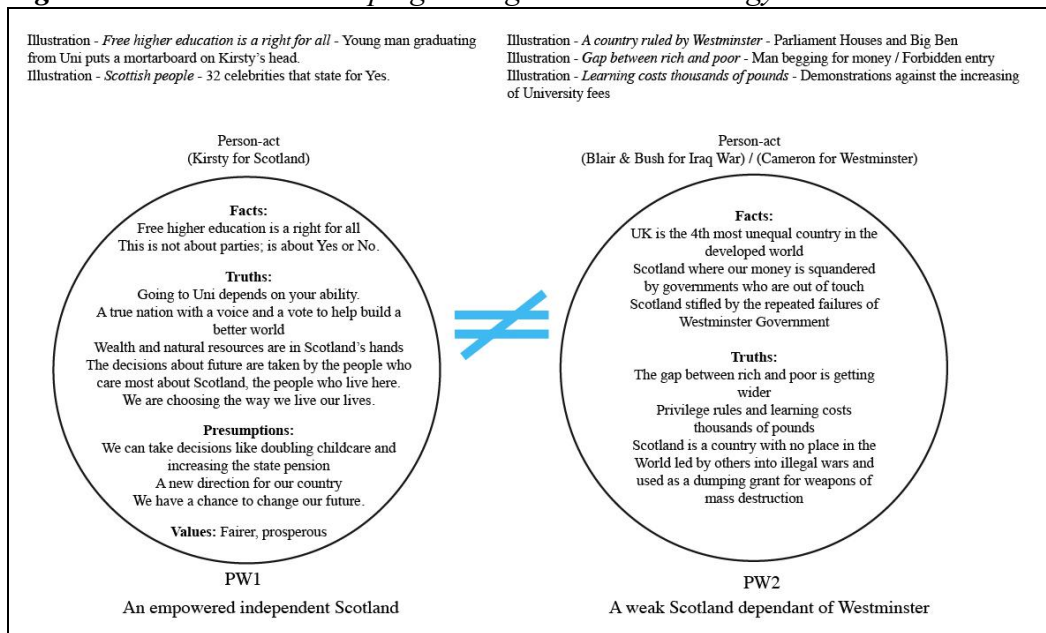 Illustration - Free higher education is a right for all - Young man graduating
from Uni puts a mortarboard on Kirsty’s head.
Illustration - Scottish people - 32 celebrities that state for Yes.
Illustration - A country ruled by Westminster - Parliament Houses and Big Ben
Illustration - Gap between rich and poor - Man begging for money / Forbidden entry
Illustration - Learning costs thousands of pounds - Demonstrations against the increasing
of University fees
Person-act
(Kirsty for Scotland)
Facts:
Free higher education is a right for all
This is not about parties; is about Yes or No.
Truths:
Going to Uni depends on your ability.
A true nation with a voice and a vote to help build a
better world
Wealth and natural resources are in Scotland’s hands
The decisions about future are taken by the people who
care most about Scotland, the people who live here.
We are choosing the way we live our lives.
Presumptions:
We can take decisions like doubling childcare and
increasing the state pension
A new direction for our country
We have a chance to change our future.
Values: Fairer, prosperous
PW1
An empowered independent Scotland
≠
Person-act
(Blair & Bush for Iraq War) / (Cameron for Westminster)
Facts:
UK is the 4th most unequal country in the
developed world
Scotland where our money is squandered
by governments who are out of touch
Scotland stifled by the repeated failures of
Westminster Government
Truths:
The gap between rich and poor is getting
wider
Privilege rules and learning costs
thousands of pounds
Scotland is a country with no place in the
World led by others into illegal wars and
used as a dumping grant for weapons of
mass destruction
PW2
A weak Scotland dependant of Westminster